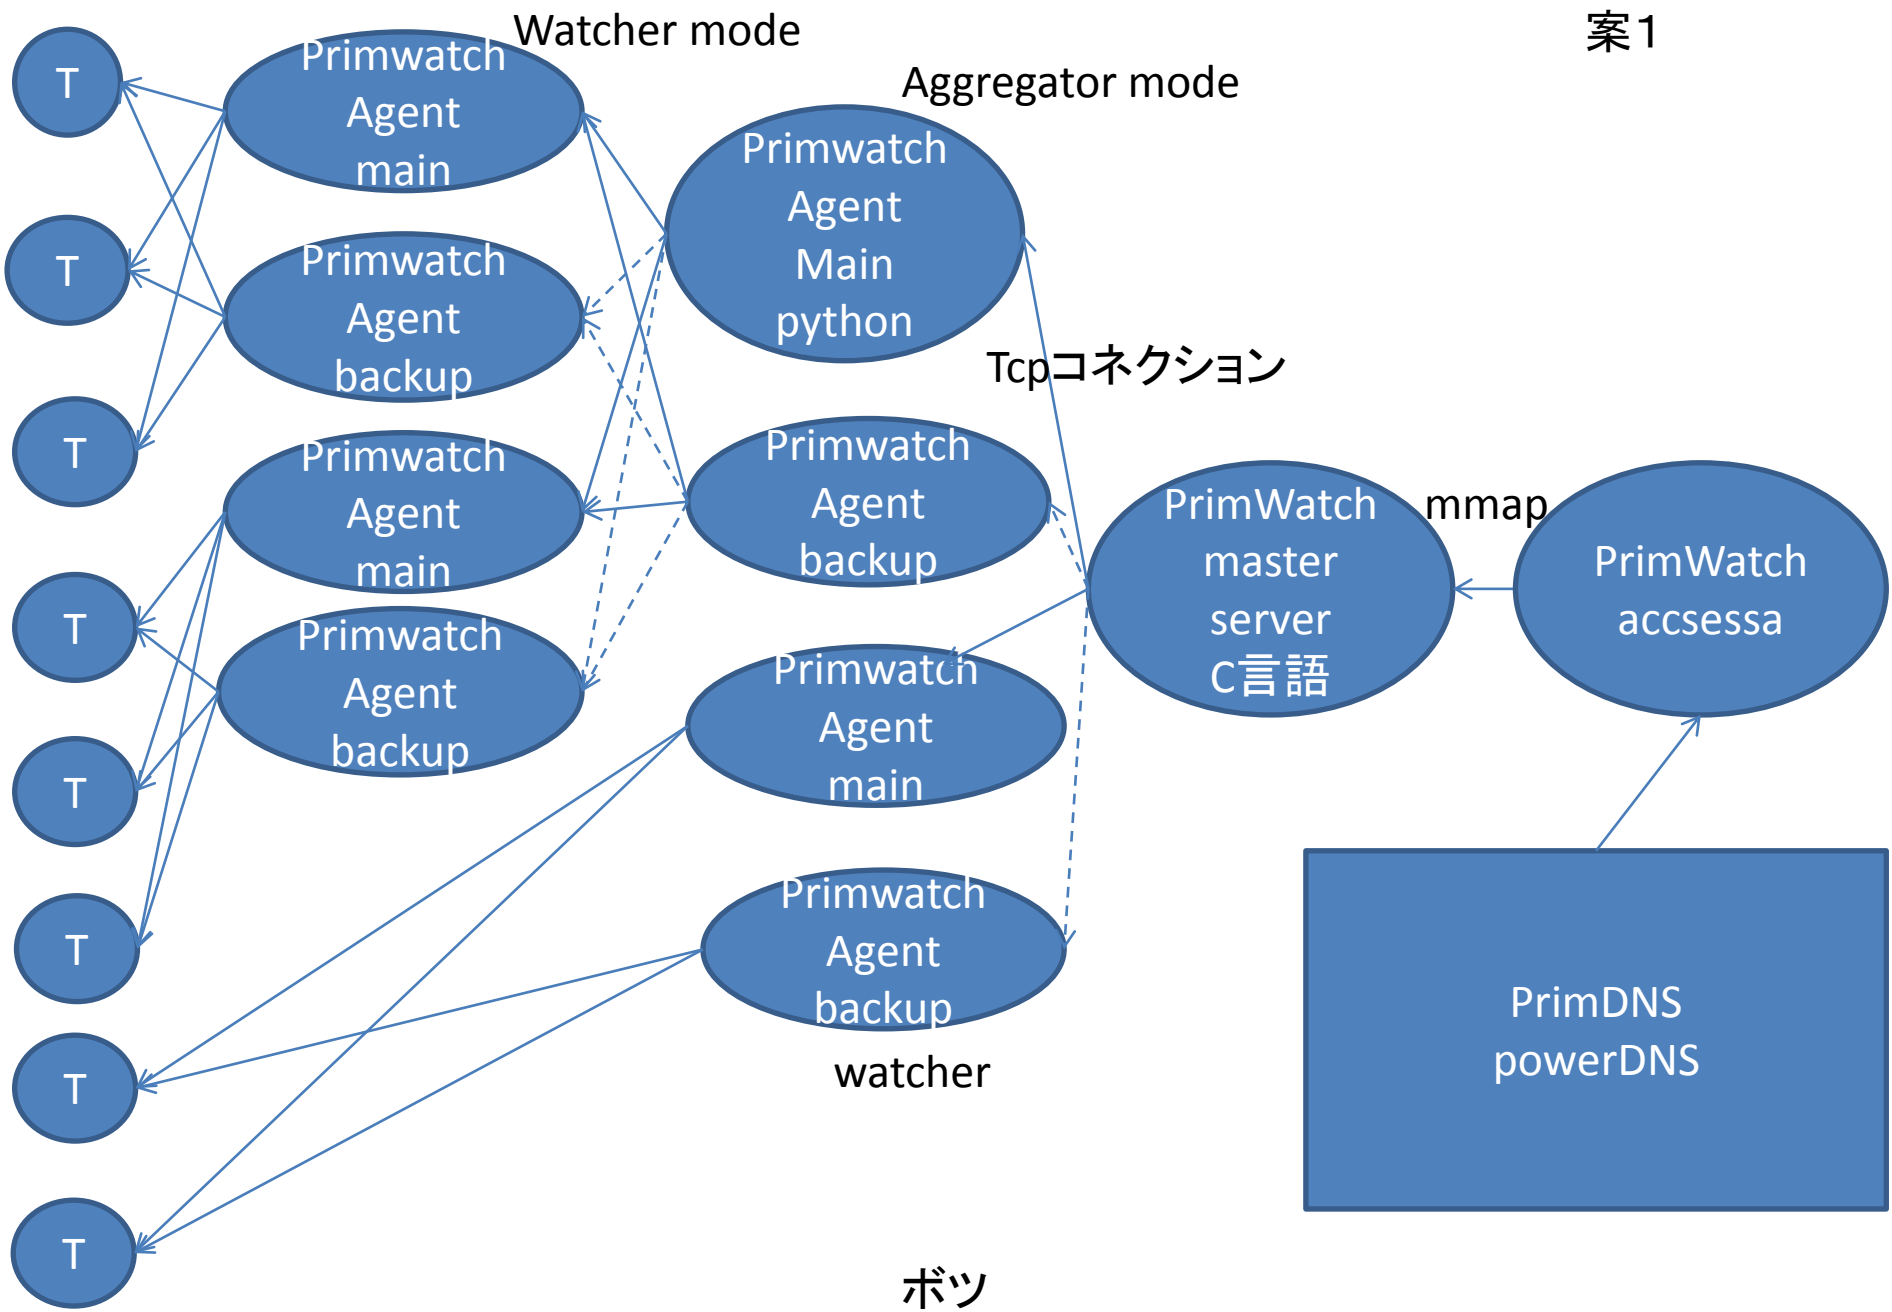 Watcher mode
案1
Aggregator mode
T
T
T
T
T
T
T
T
Primwatch
Agent
main
Primwatch
Agent
backup
Primwatch
Agent
main
Primwatch
Agent
backup
Primwatch
Agent
Main
python
Tcpコネクション
Primwatch
Agent
backup
Primwatch
Agent
main
Primwatch
Agent
backup
watcher
PrimWatch
master
server
C言語
mmap
PrimWatch
accsessa
PrimDNS
powerDNS
ボツ